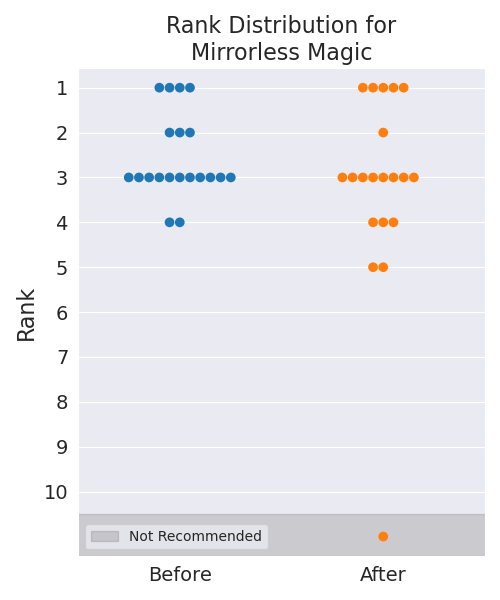 Rank Distribution for
Mirrorless Magic
Rank
1
2
3
4
5
6
7
8
9
10
Not Recommended
Before
After